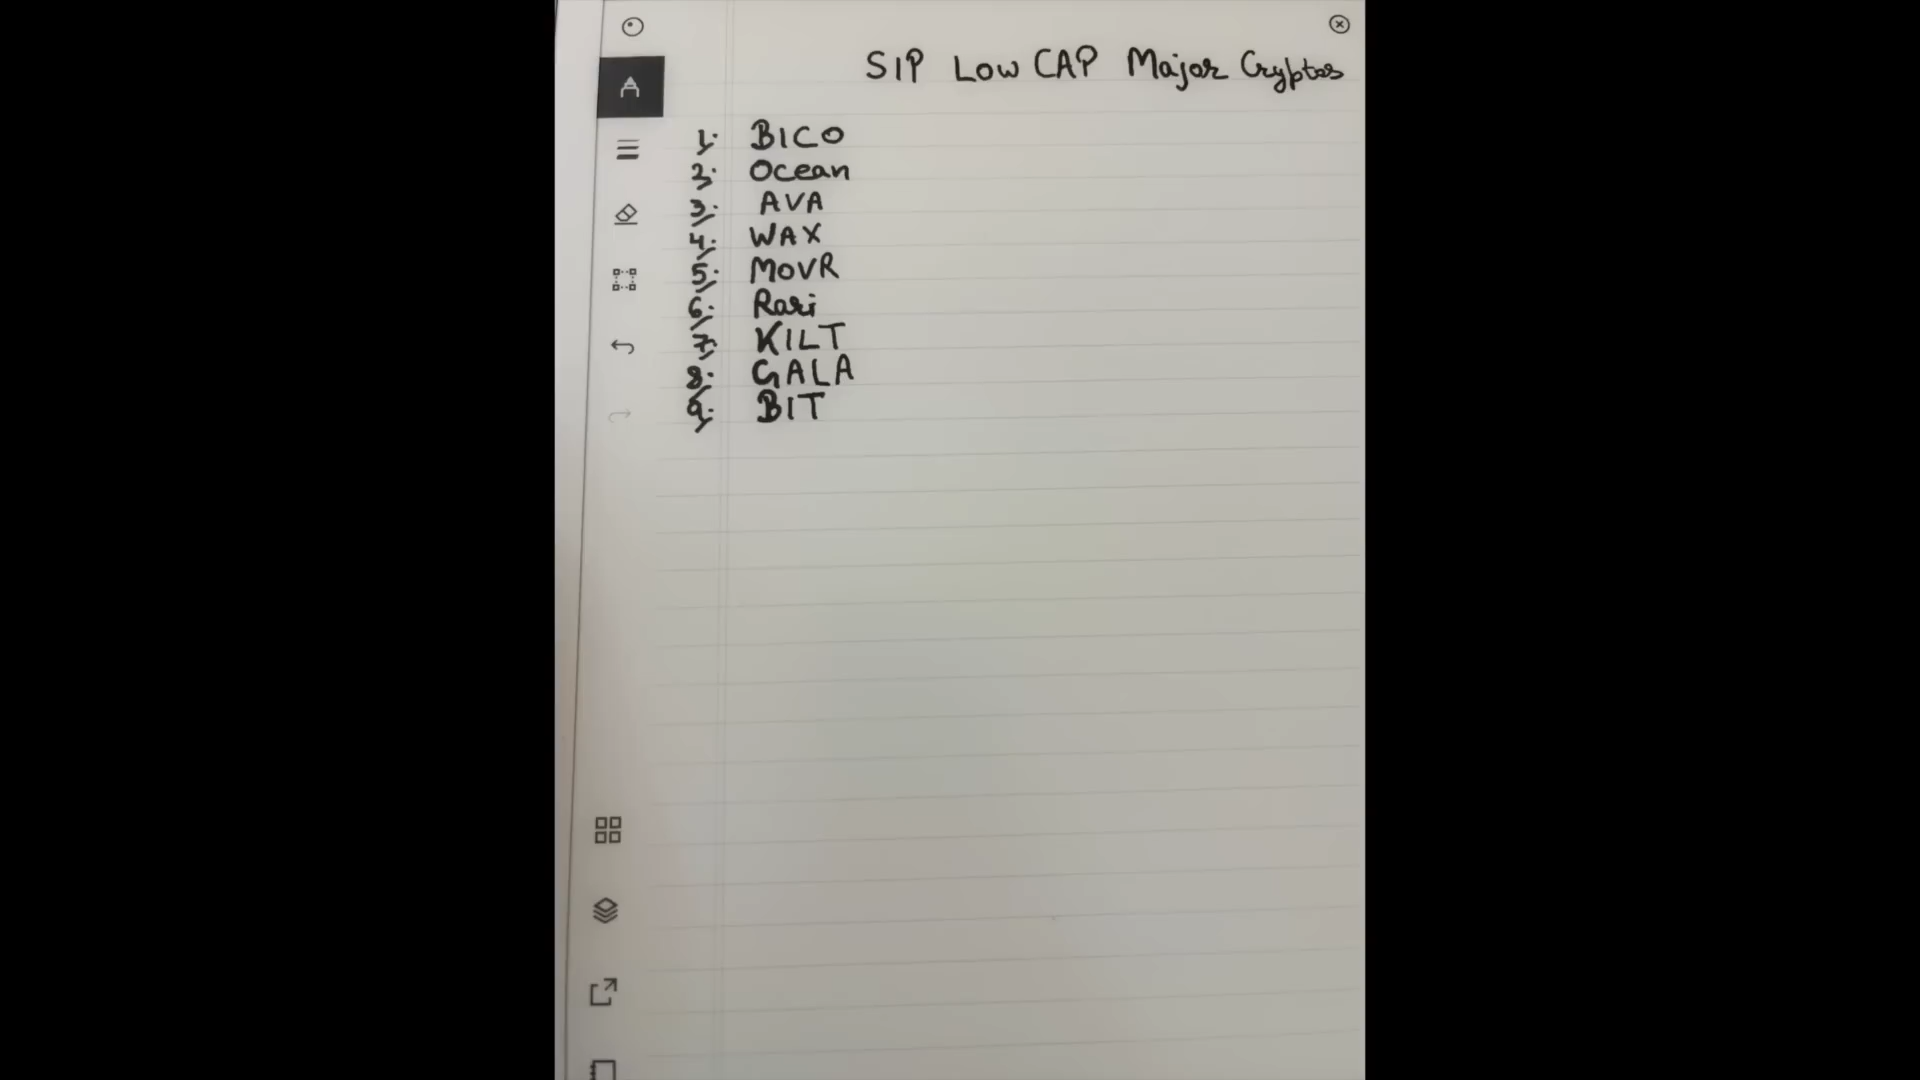 SIP Low CAP Major Cryptos
1. BICO
2. Ocean
3. AVA
4. WAX
5. MOVR
6. Rari
7. KILT
8. GALA
9. BIT